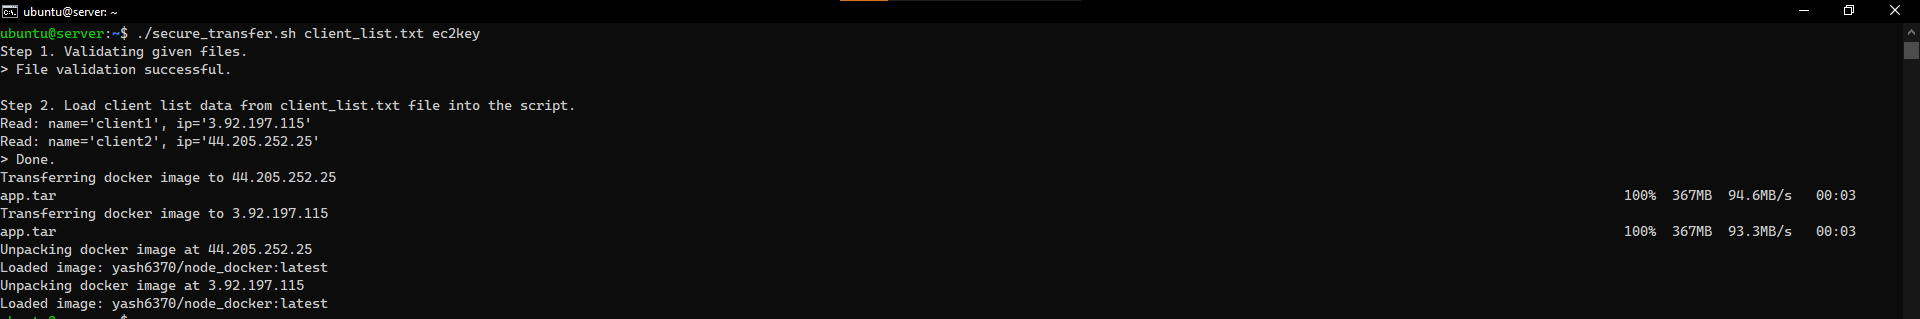 ubuntu@server: ~
ubuntu@server:~$ ./secure_transfer.sh client_list.txt ec2key
Step 1. Validating given files.
> File validation successful.
Step 2. Load client list data from client_list.txt file into the script.
Read: name='client1', ip='3.92.197.115'
Read: name='client2', ip='44.205.252.25'
> Done.
Transferring docker image to 44.205.252.25
app.tar 100% 367MB 94.6MB/s 00:03
Transferring docker image to 3.92.197.115
app.tar 100% 367MB 93.3MB/s 00:03
Unpacking docker image at 44.205.252.25
Loaded image: yash6370/node_docker:latest
Unpacking docker image at 3.92.197.115
Loaded image: yash6370/node_docker:latest